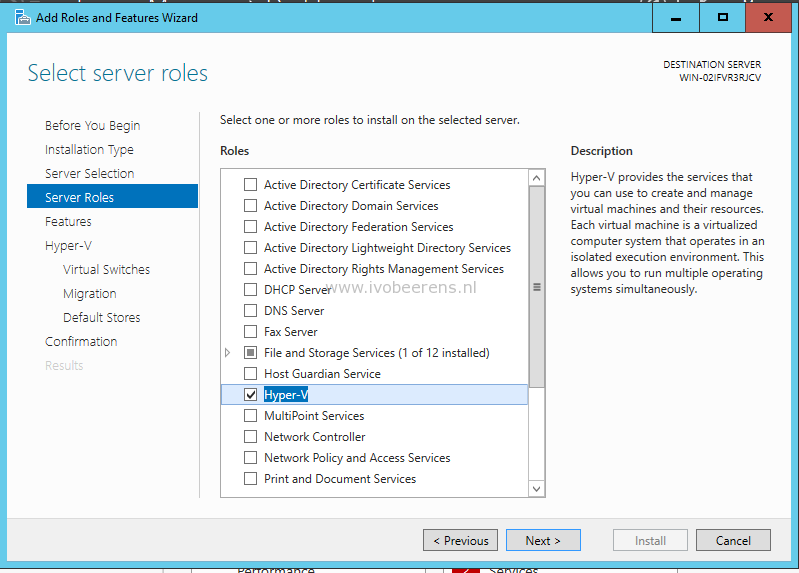 Add Roles and Features Wizard
Select server roles
DESTINATION SERVER
WIN-02IFVR3RJCV
Before You Begin
Installation Type
Server Selection
Server Roles
Features
Hyper-V
Virtual Switches
Migration
Default Stores
Confirmation
Results
Select one or more roles to install on the selected server.
Roles
Active Directory Certificate Services
Active Directory Domain Services
Active Directory Federation Services
Active Directory Lightweight Directory Services
Active Directory Rights Management Services
DHCP Server
www.ivobeerens.nl
DNS Server
Fax Server
File and Storage Services (1 of 12 installed)
Host Guardian Service
Hyper-V
MultiPoint Services
Network Controller
Network Policy and Access Services
Print and Document Services
Description
Hyper-V provides the services that
you can use to create and manage
virtual machines and their resources.
Each virtual machine is a virtualized
computer system that operates in an
isolated execution environment. This
allows you to run multiple operating
systems simultaneously.
< Previous
Next >
Install
Cancel
Performance
Services